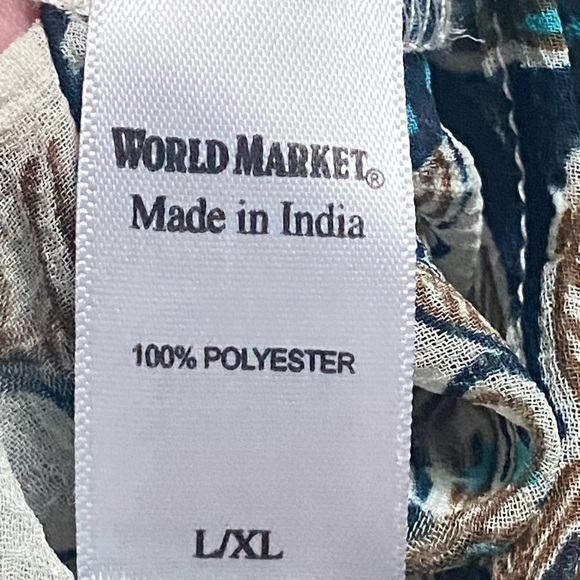 WORLD MARKET®
Made in India
100% POLYESTER
L/XL